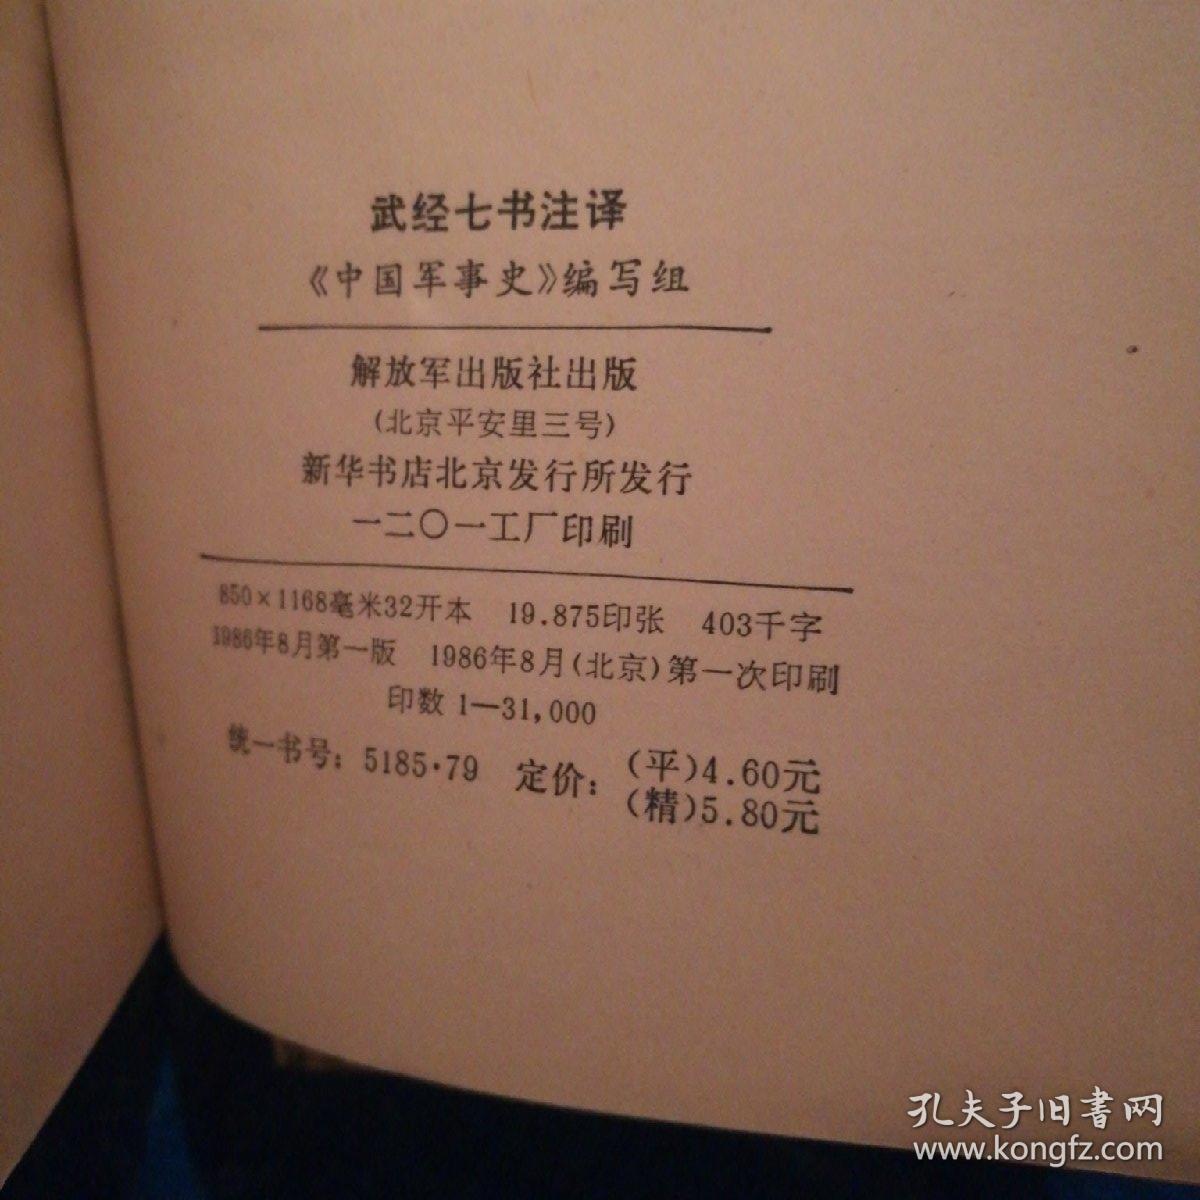 武经七书注译
《中国军事史》编写组
解放军出版社出版
(北京平安里三号)
新华书店北京发行所发行
一二〇一工厂印刷
850×1168毫米32开本 19.875印张 403千字
1986年8月第一版 1986年8月(北京)第一次印刷
印数 1—31,000
统一书号：5185·79 定价：(平)4.60元
(精)5.80元
孔夫子旧書网
www.kongfz.com